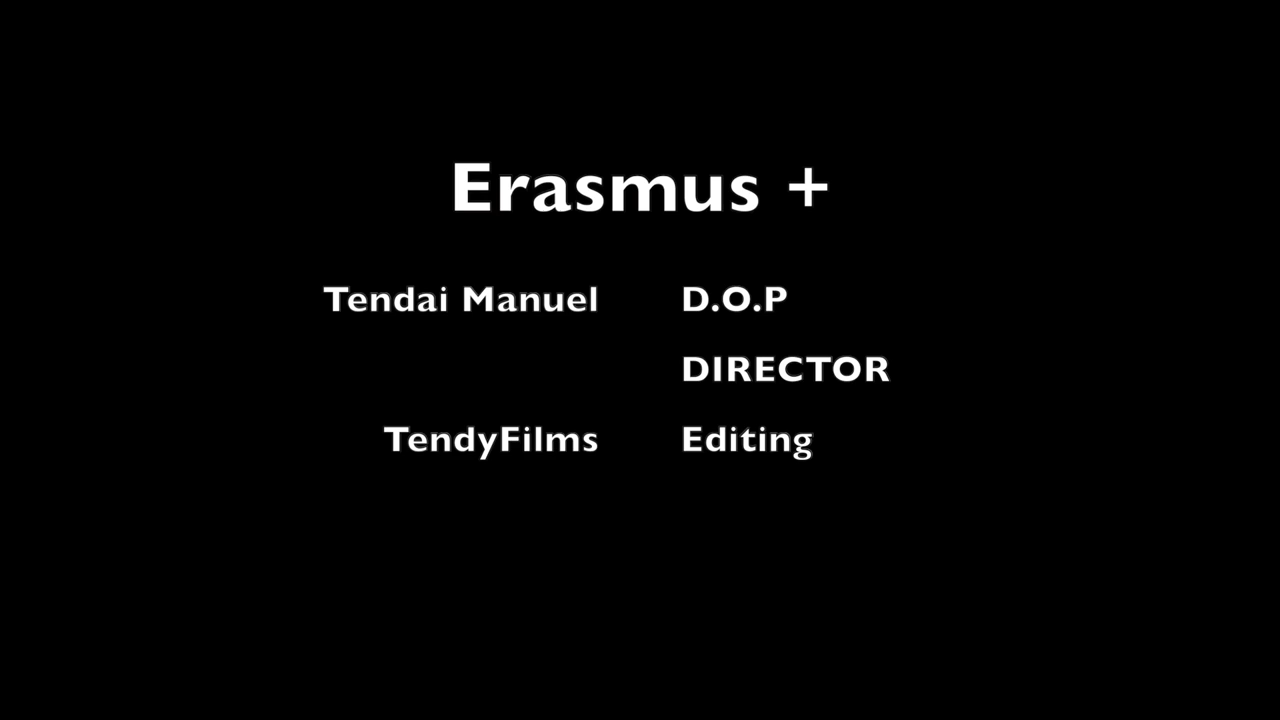 Erasmus +
Tendai Manuel D.O.P
DIRECTOR
TendyFilms Editing